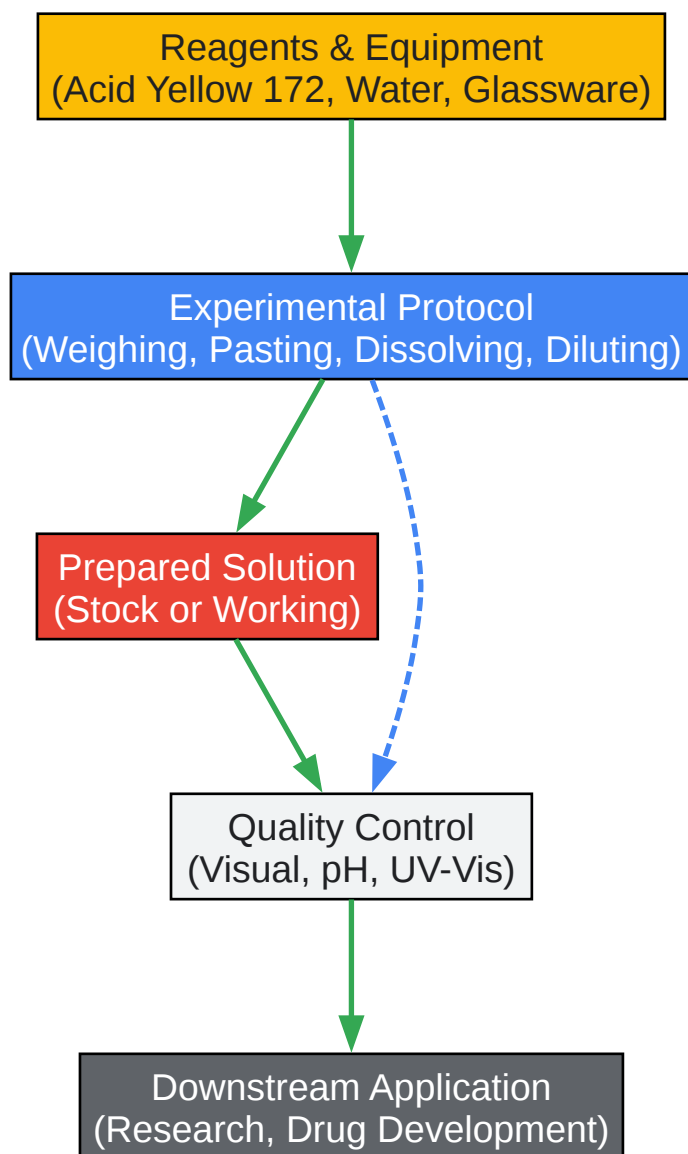 Reagents & Equipment
(Acid Yellow 172, Water, Glassware)
Experimental Protocol
(Weighing, Pasting, Dissolving, Diluting)
Prepared Solution
(Stock or Working)
Quality Control
(Visual, pH, UV-Vis)
Downstream Application
(Research, Drug Development)